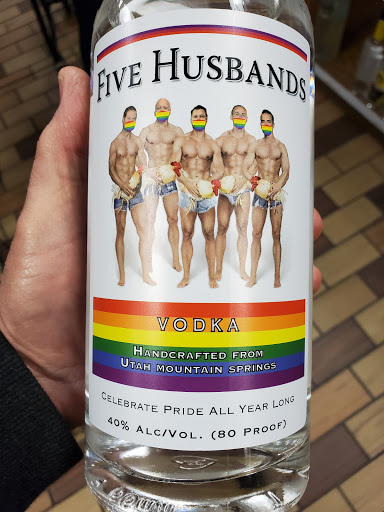 FIVE HUSBANDS
VODKA
HANDCRAFTED FROM
UTAH MOUNTAIN SPRINGS
CELEBRATE PRIDE ALL YEAR LONG
40% ALC/VOL. (80 PROOF)